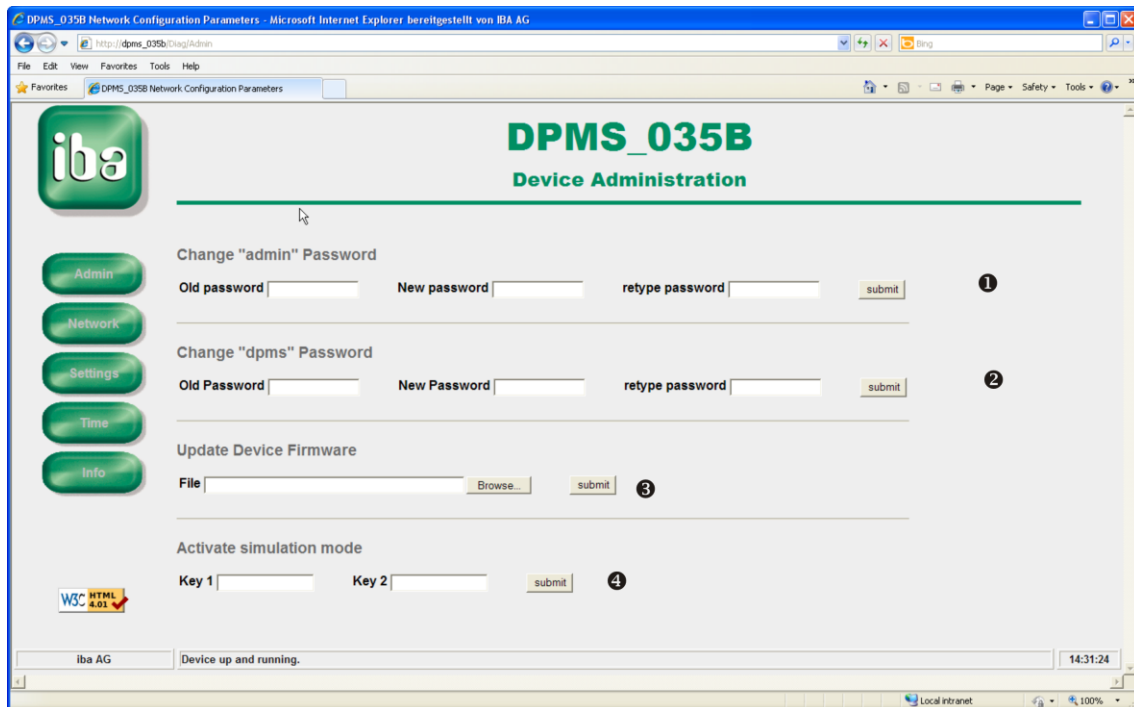 DPMS_035B Network Configuration Parameters - Microsoft Internet Explorer bereitgestellt von IBA AG
http://dpms_035b/Diag/Admin
Bing
File Edit View Favorites Tools Help
Favorites DPMS_035B Network Configuration Parameters Page Safety Tools
iba
DPMS_035B
Device Administration
Admin
Network
Settings
Time
Info
Change "admin" Password
Old password New password retype password submit ❶
Change "dpms" Password
Old Password New Password retype password submit ❷
Update Device Firmware
File Browse... submit ❸
Activate simulation mode
Key 1 Key 2 submit ❹
W3C HTML 4.01
iba AG Device up and running. 14:31:24
Local intranet 100%